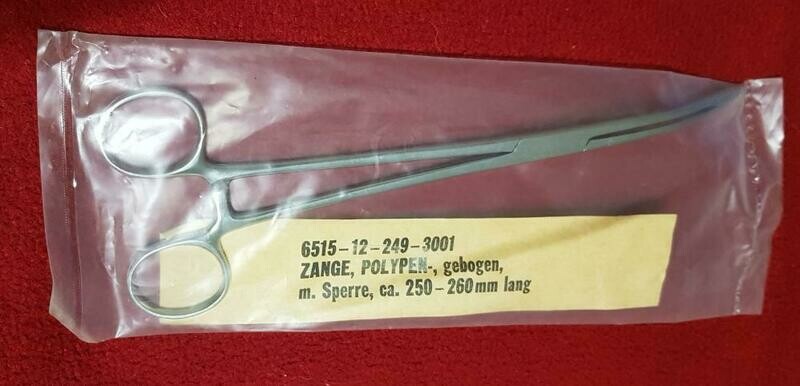 6515-12-249-3001
ZANGE, POLYPEN-, gebogen,
m. Sperre, ca. 250-260mm lang